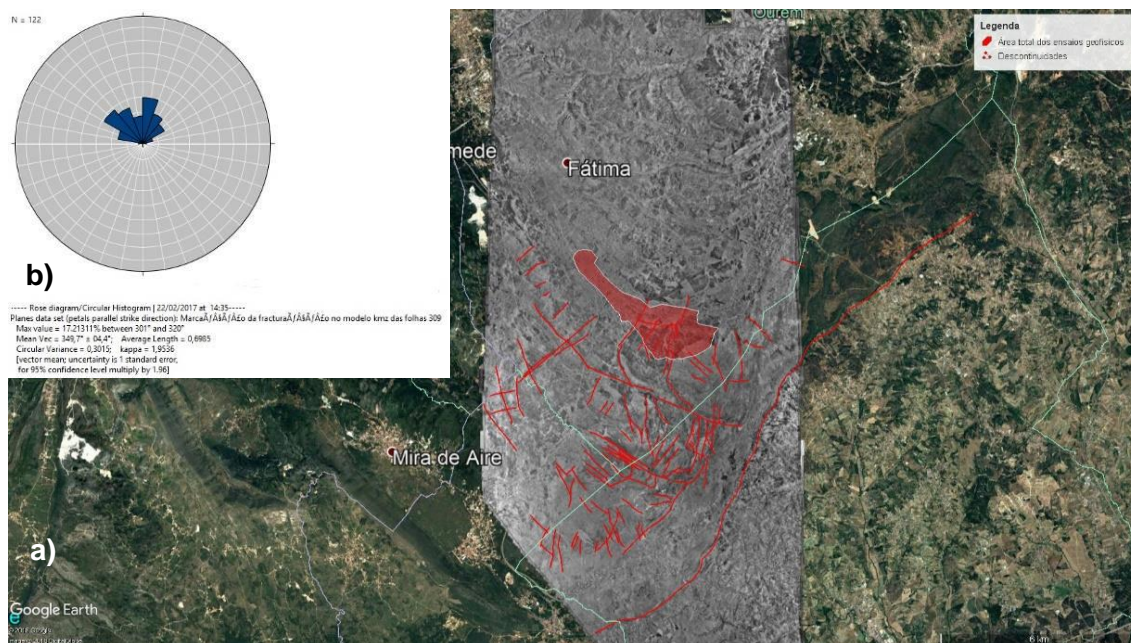 N = 122
b)
----- Rose diagram/Circular Histogram | 22/02/2017 at 14:35-----
Planes data set (petals parallel strike direction): MarcaÃƒÂ§ÃƒÂ£o da fracturaÃƒÂ§ÃƒÂ£o no modelo kmz das folhas 309
Max value = 17.21311% between 301° and 320°
Mean Vec = 349,7° ± 04,4°; Average Length = 0,6985
Circular Variance = 0,3015; kappa = 1,9536
[vector mean; uncertainty is 1 standard error,
for 95% confidence level multiply by 1.96]
Ourém
Legenda
Área total dos ensaios geofísicos
Descontinuidades
mede
Fátima
Mira de Aire
a)
Google Earth
e
6 km